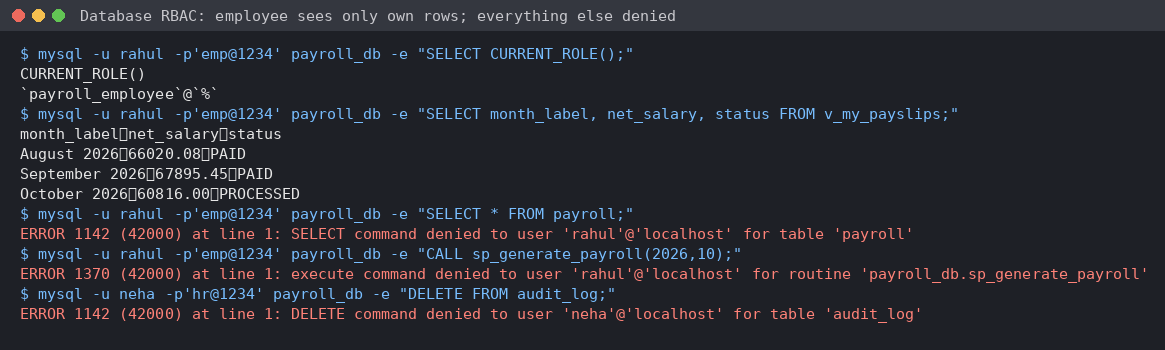 Database RBAC: employee sees only own rows; everything else denied
$ mysql -u rahul -p'emp@1234' payroll_db -e "SELECT CURRENT_ROLE();"
CURRENT_ROLE()
`payroll_employee`@`%`
$ mysql -u rahul -p'emp@1234' payroll_db -e "SELECT month_label, net_salary, status FROM v_my_payslips;"
month_label▯net_salary▯status
August 2026▯66020.08▯PAID
September 2026▯67895.45▯PAID
October 2026▯60816.00▯PROCESSED
$ mysql -u rahul -p'emp@1234' payroll_db -e "SELECT * FROM payroll;"
ERROR 1142 (42000) at line 1: SELECT command denied to user 'rahul'@'localhost' for table 'payroll'
$ mysql -u rahul -p'emp@1234' payroll_db -e "CALL sp_generate_payroll(2026,10);"
ERROR 1370 (42000) at line 1: execute command denied to user 'rahul'@'localhost' for routine 'payroll_db.sp_generate_payroll'
$ mysql -u neha -p'hr@1234' payroll_db -e "DELETE FROM audit_log;"
ERROR 1142 (42000) at line 1: DELETE command denied to user 'neha'@'localhost' for table 'audit_log'